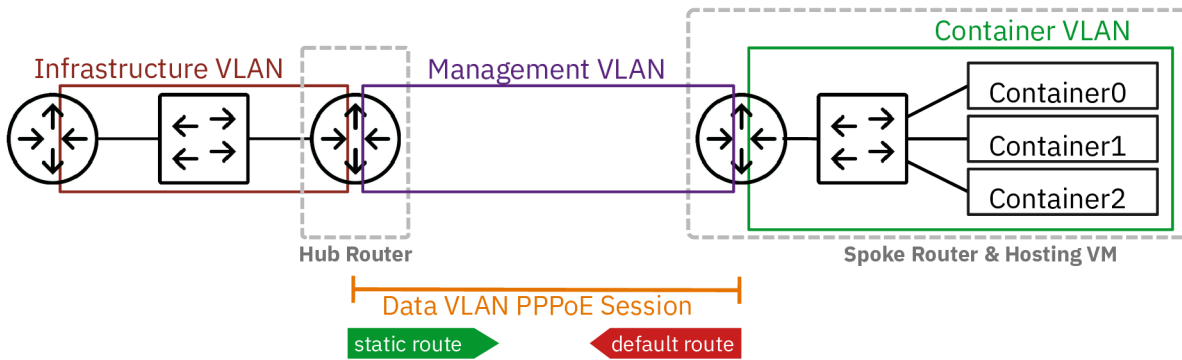 Container VLAN
Infrastructure VLAN
Management VLAN
Container0
Container1
Container2
Hub Router
Spoke Router & Hosting VM
Data VLAN PPPoE Session
static route
default route